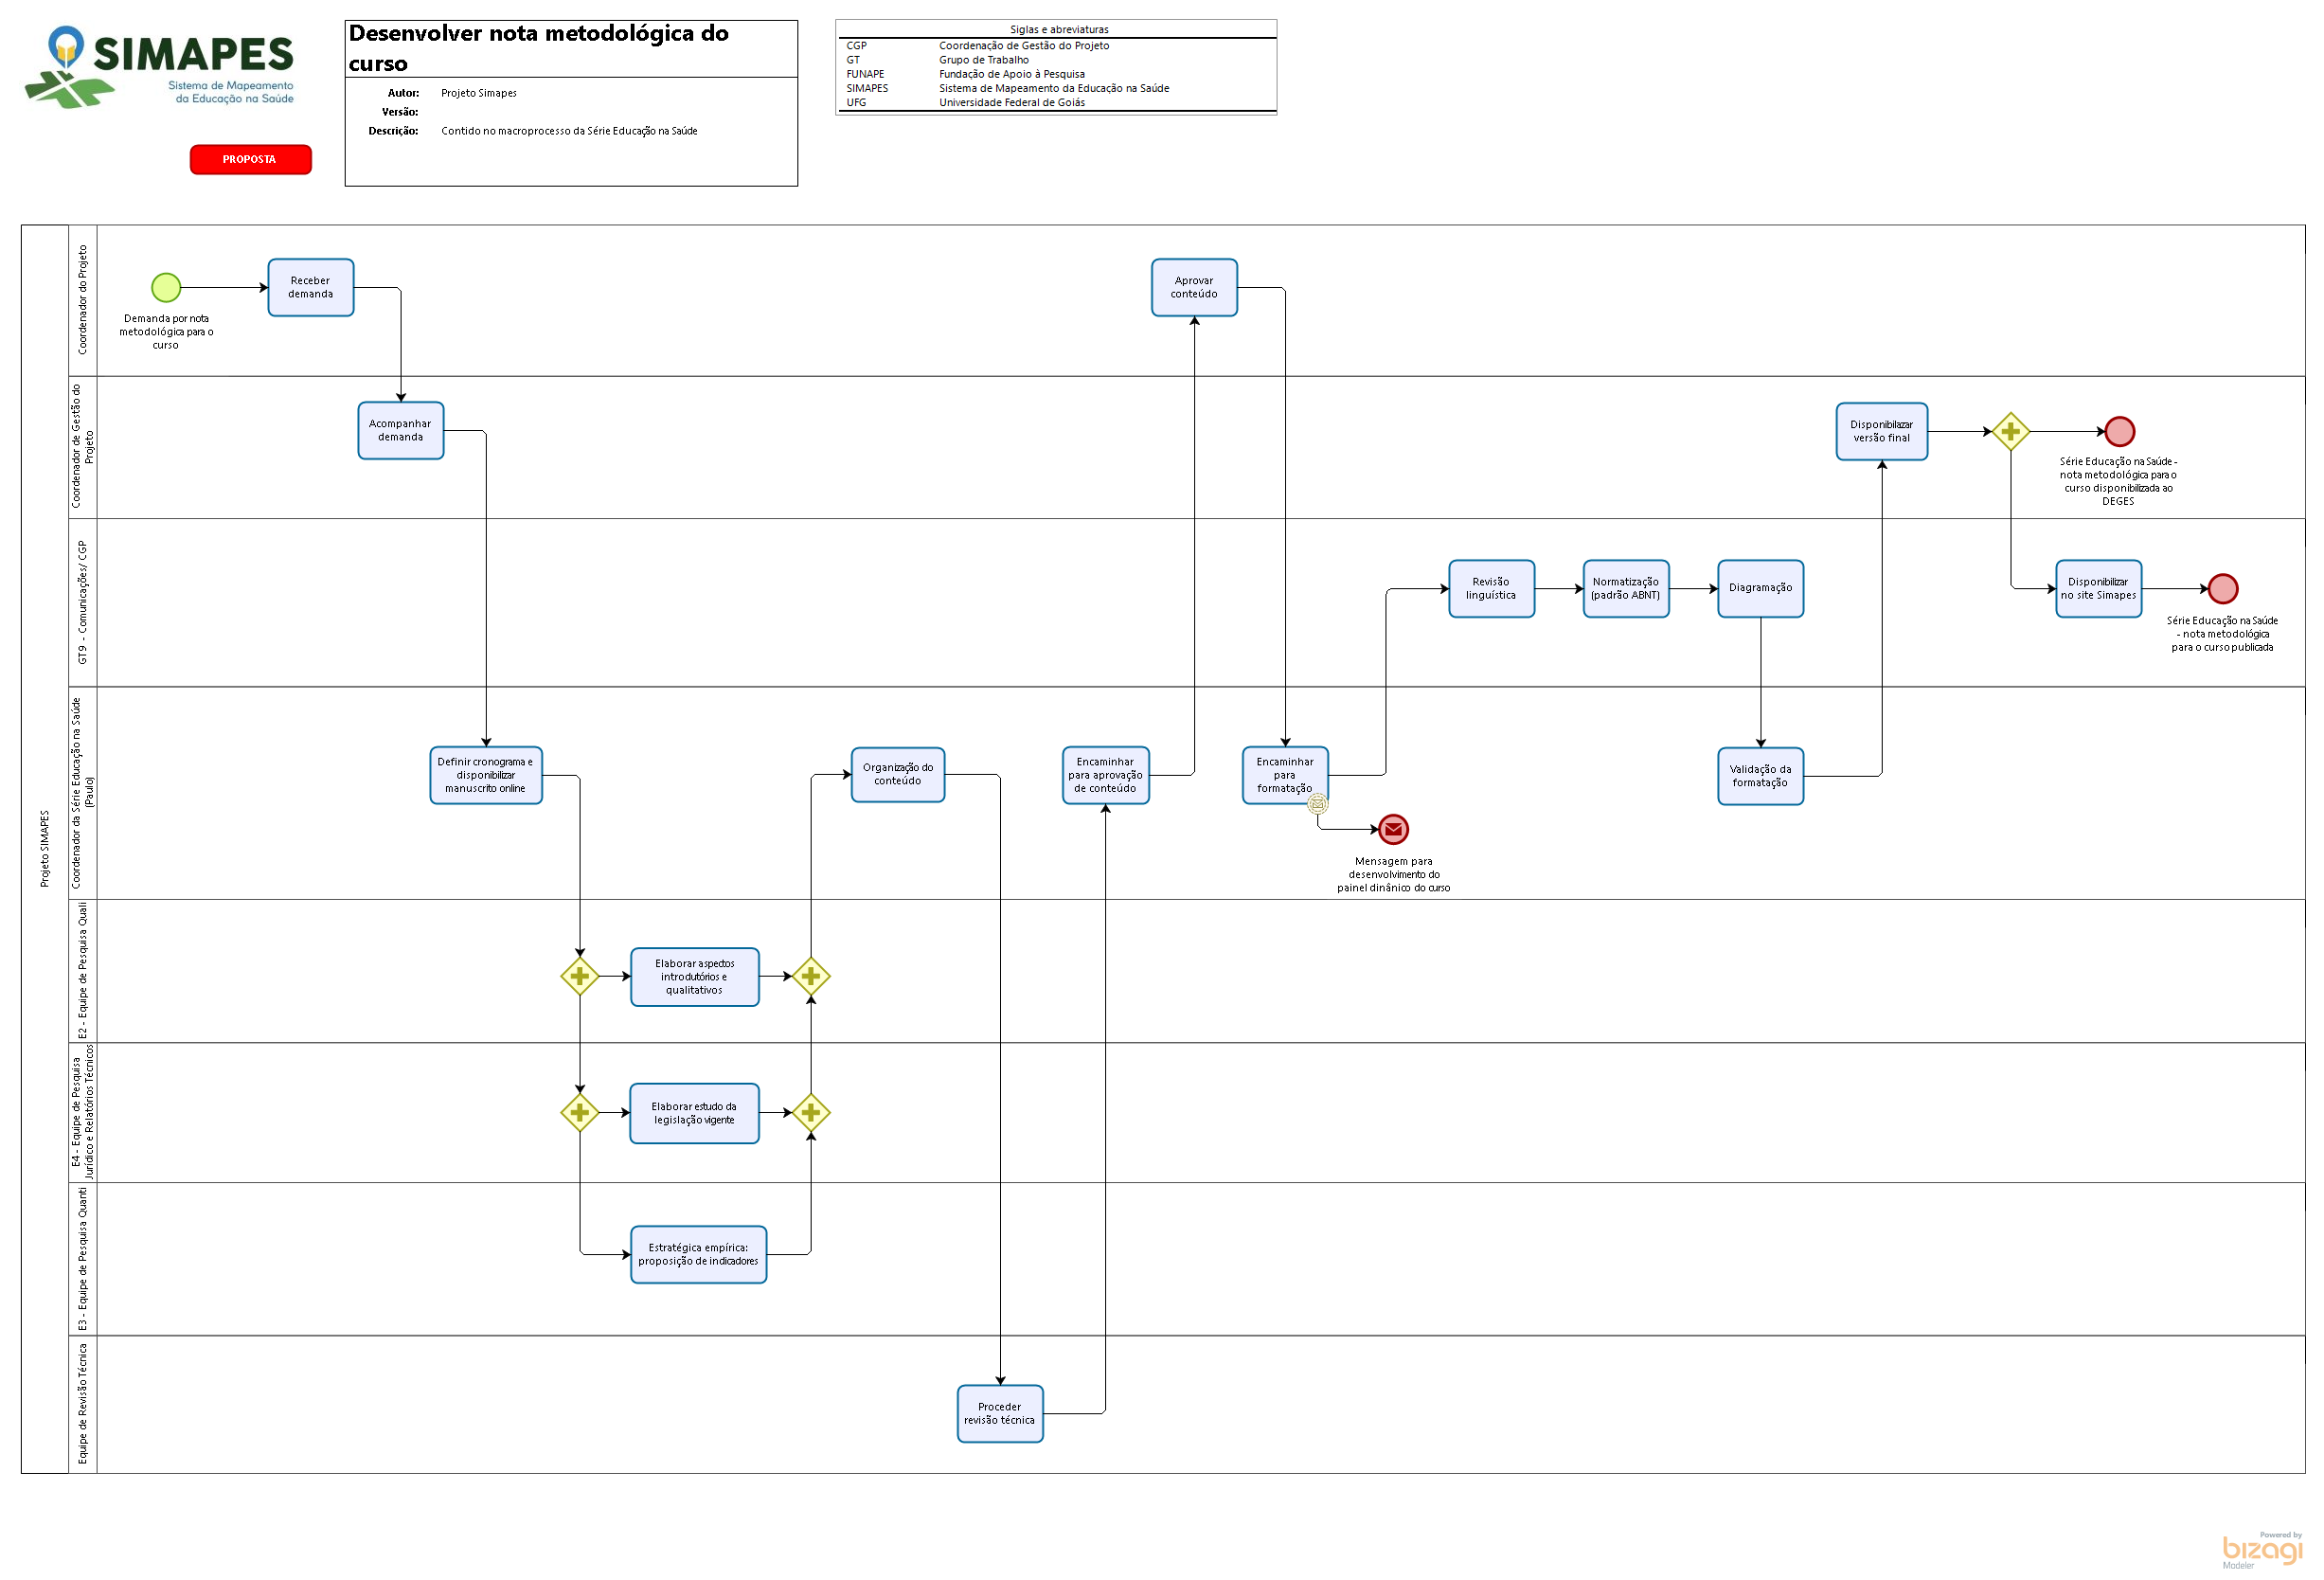 SIMAPES
Sistema de Mapeamento
da Educação na Saúde
PROPOSTA
Desenvolver nota metodológica do
curso
Autor: Projeto Simapes
Versão:
Descrição: Contido no macroprocesso da Série Educação na Saúde
Siglas e abreviaturas
CGP Coordenação de Gestão do Projeto
GT Grupo de Trabalho
FUNAPE Fundação de Apoio à Pesquisa
SIMAPES Sistema de Mapeamento da Educação na Saúde
UFG Universidade Federal de Goiás
Projeto SIMAPES
Coordenador do Projeto
Demanda por nota
metodológica para o
curso
Receber
demanda
Aprovar
conteúdo
Coordenador de Gestão do
Projeto
Acompanhar
demanda
Disponibilazar
versão final
Série Educação na Saúde -
nota metodológica para o
curso disponibilizada ao
DEGES
GT9 - Comunicações/ CGP
Revisão
linguística
Normatização
(padrão ABNT)
Diagramação
Disponibilizar
no site Simapes
Série Educação na Saúde
- nota metodológica
para o curso publicada
Coordenador da Série Educação na Saúde
(Paulo)
Definir cronograma e
disponibilizar
manuscrito online
Organização do
conteúdo
Encaminhar
para aprovação
de conteúdo
Encaminhar
para
formatação
Mensagem para
desenvolvimento do
painel dinânico do curso
Validação da
formatação
E2 - Equipe de Pesquisa Quali
Elaborar aspectos
introdutórios e
qualitativos
E4 - Equipe de Pesquisa
Jurídico e Relatórios Técnicos
Elaborar estudo da
legislação vigente
E3 - Equipe de Pesquisa Quanti
Estratégica empírica:
proposição de indicadores
Equipe de Revisão Técnica
Proceder
revisão técnica
Powered by
bizagi
Modeler